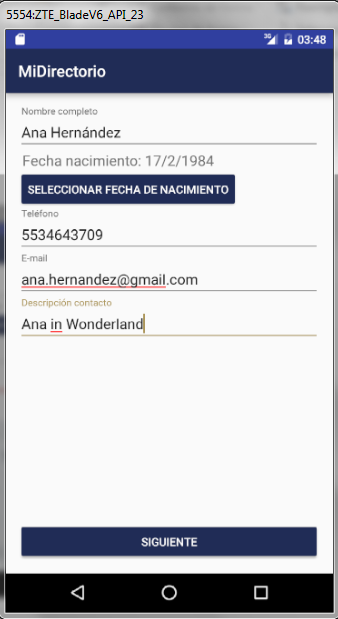 5554:ZTE_BladeV6_API_23
3G 03:48
MiDirectorio
Nombre completo
Ana Hernández
Fecha nacimiento: 17/2/1984
SELECCIONAR FECHA DE NACIMIENTO
Teléfono
5534643709
E-mail
ana.hernandez@gmail.com
Descripción contacto
Ana in Wonderland
SIGUIENTE